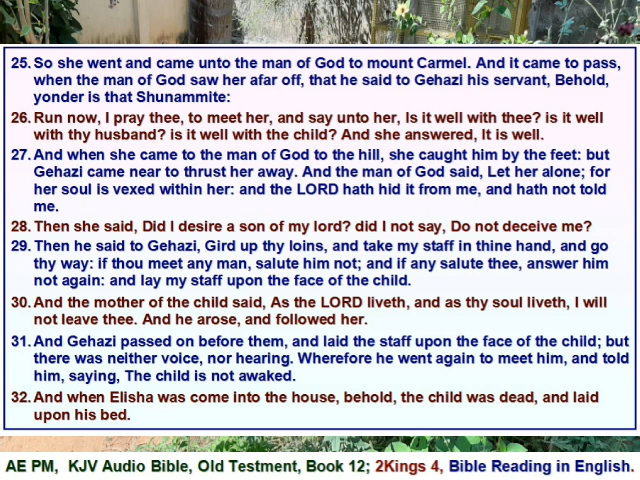 25. So she went and came unto the man of God to mount Carmel. And it came to pass,
when the man of God saw her afar off, that he said to Gehazi his servant, Behold,
yonder is that Shunammite:
26. Run now, I pray thee, to meet her, and say unto her, Is it well with thee? is it well
with thy husband? is it well with the child? And she answered, It is well.
27. And when she came to the man of God to the hill, she caught him by the feet: but
Gehazi came near to thrust her away. And the man of God said, Let her alone; for
her soul is vexed within her: and the LORD hath hid it from me, and hath not told
me.
28. Then she said, Did I desire a son of my lord? did I not say, Do not deceive me?
29. Then he said to Gehazi, Gird up thy loins, and take my staff in thine hand, and go
thy way: if thou meet any man, salute him not; and if any salute thee, answer him
not again: and lay my staff upon the face of the child.
30. And the mother of the child said, As the LORD liveth, and as thy soul liveth, I will
not leave thee. And he arose, and followed her.
31. And Gehazi passed on before them, and laid the staff upon the face of the child; but
there was neither voice, nor hearing. Wherefore he went again to meet him, and told
him, saying, The child is not awaked.
32. And when Elisha was come into the house, behold, the child was dead, and laid
upon his bed.
AE PM, KJV Audio Bible, Old Testment, Book 12; 2Kings 4, Bible Reading in English.